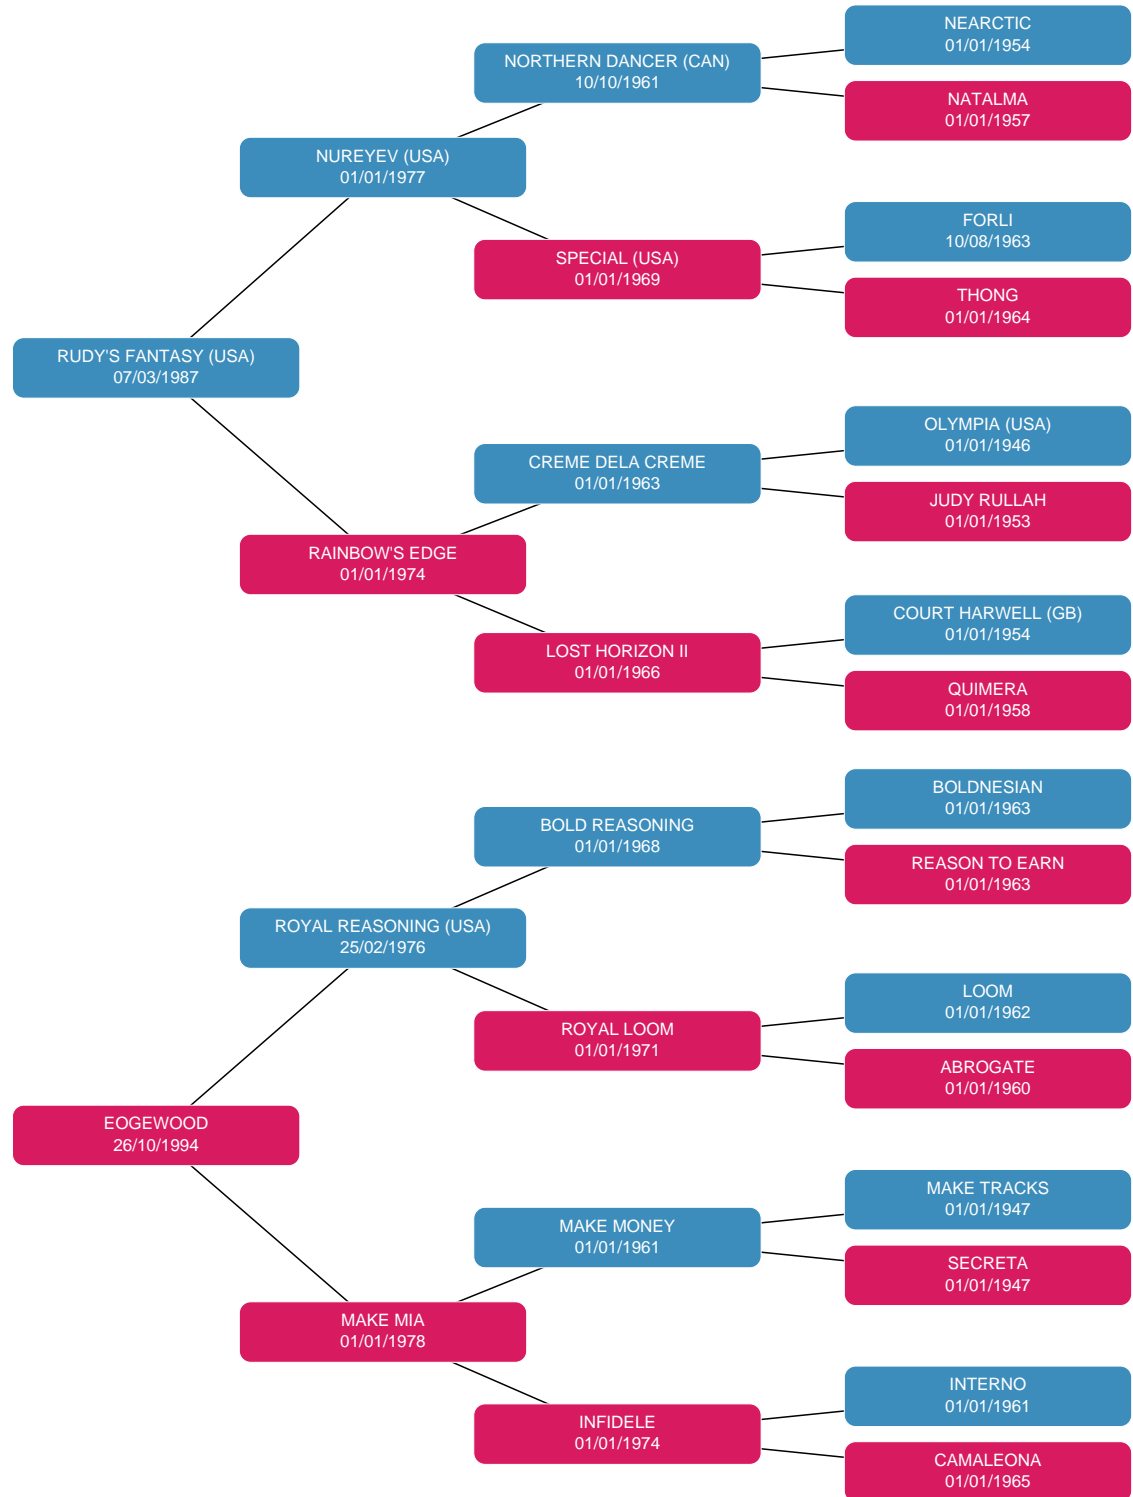 NEARCTIC
01/01/1954
NORTHERN DANCER (CAN)
10/10/1961
NATALMA
01/01/1957
NUREYEV (USA)
01/01/1977
FORLI
10/08/1963
SPECIAL (USA)
01/01/1969
THONG
01/01/1964
RUDY'S FANTASY (USA)
07/03/1987
OLYMPIA (USA)
01/01/1946
CREME DELA CREME
01/01/1963
JUDY RULLAH
01/01/1953
RAINBOW'S EDGE
01/01/1974
COURT HARWELL (GB)
01/01/1954
LOST HORIZON II
01/01/1966
QUIMERA
01/01/1958
BOLDNESIAN
01/01/1963
BOLD REASONING
01/01/1968
REASON TO EARN
01/01/1963
ROYAL REASONING (USA)
25/02/1976
LOOM
01/01/1962
ROYAL LOOM
01/01/1971
ABROGATE
01/01/1960
EOGEWOOD
26/10/1994
MAKE TRACKS
01/01/1947
MAKE MONEY
01/01/1961
SECRETA
01/01/1947
MAKE MIA
01/01/1978
INTERNO
01/01/1961
INFIDELE
01/01/1974
CAMALEONA
01/01/1965